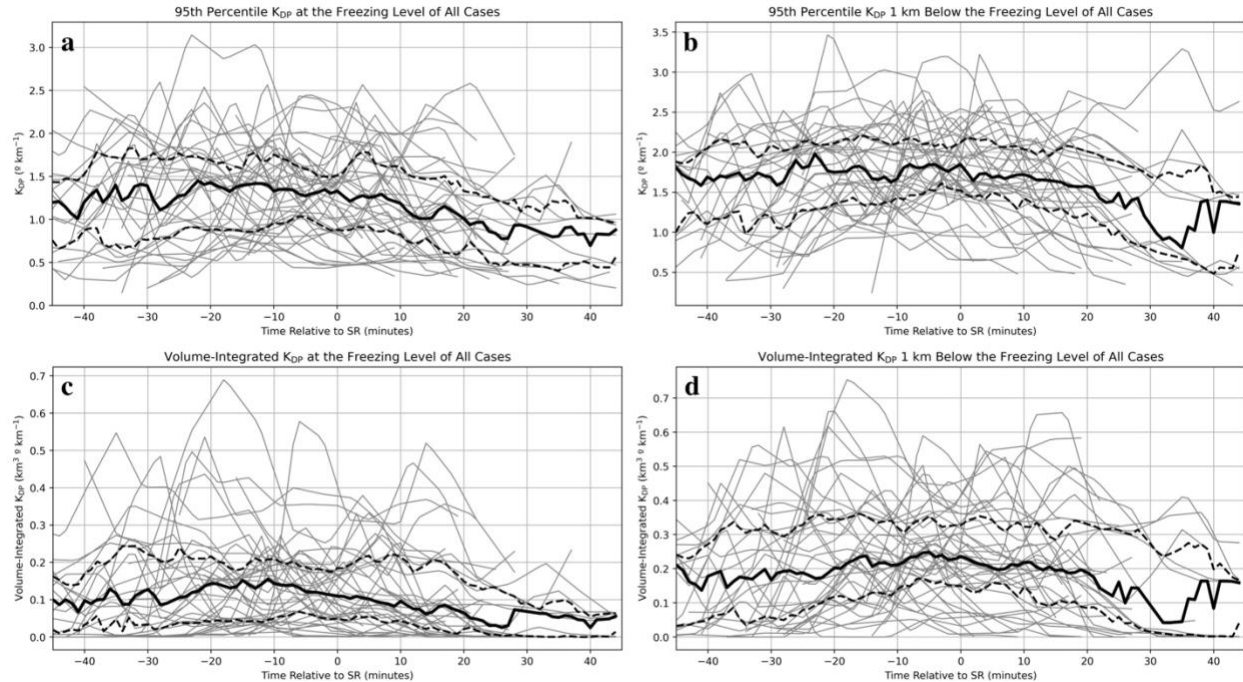 95th Percentile K_DP at the Freezing Level of All Cases
a
3.0
2.5
2.0
1.5
1.0
0.5
0.0
K_DP (º km⁻¹)
−40 −30 −20 −10 0 10 20 30 40
Time Relative to SR (minutes)
95th Percentile K_DP 1 km Below the Freezing Level of All Cases
b
3.5
3.0
2.5
2.0
1.5
1.0
0.5
K_DP (º km⁻¹)
−40 −30 −20 −10 0 10 20 30 40
Time Relative to SR (minutes)
Volume-Integrated K_DP at the Freezing Level of All Cases
c
0.7
0.6
0.5
0.4
0.3
0.2
0.1
0.0
Volume-Integrated K_DP (km³ º km⁻¹)
−40 −30 −20 −10 0 10 20 30 40
Time Relative to SR (minutes)
Volume-Integrated K_DP 1 km Below the Freezing Level of All Cases
d
0.8
0.7
0.6
0.5
0.4
0.3
0.2
0.1
0.0
Volume-Integrated K_DP (km³ º km⁻¹)
−40 −30 −20 −10 0 10 20 30 40
Time Relative to SR (minutes)